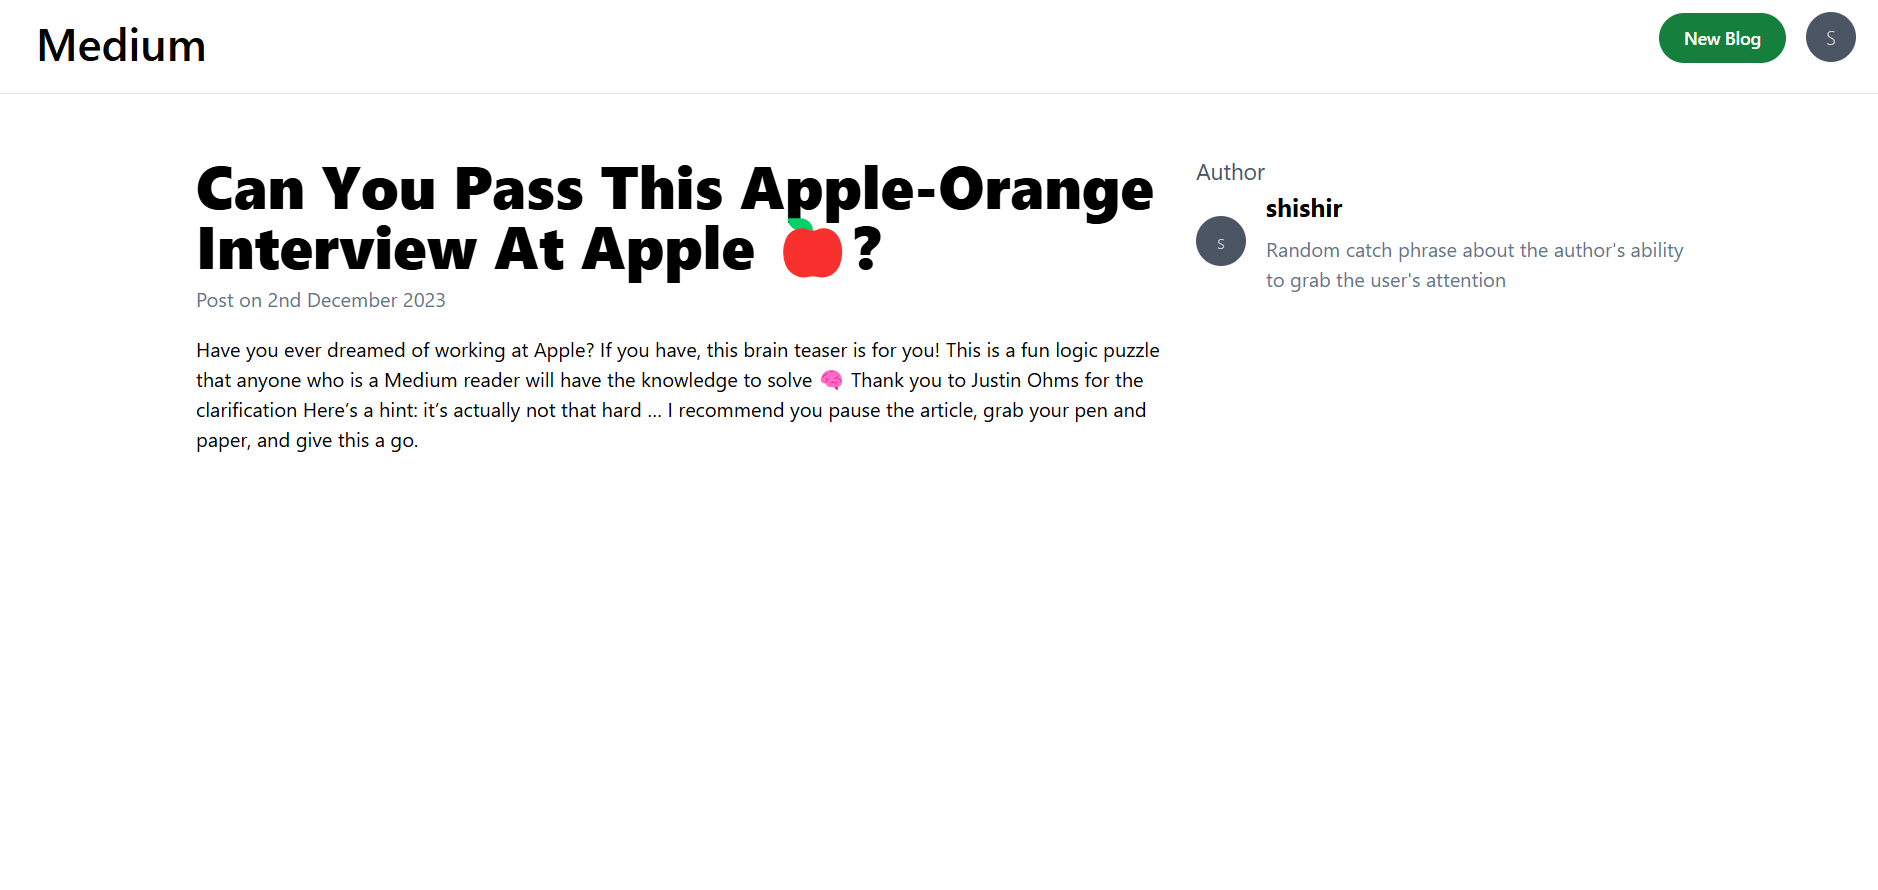 Medium
New Blog
S
Can You Pass This Apple-Orange
Interview At Apple 🍎?
Post on 2nd December 2023
Have you ever dreamed of working at Apple? If you have, this brain teaser is for you! This is a fun logic puzzle
that anyone who is a Medium reader will have the knowledge to solve 🧠 Thank you to Justin Ohms for the
clarification Here’s a hint: it’s actually not that hard … I recommend you pause the article, grab your pen and
paper, and give this a go.
Author
shishir
s
Random catch phrase about the author's ability
to grab the user's attention